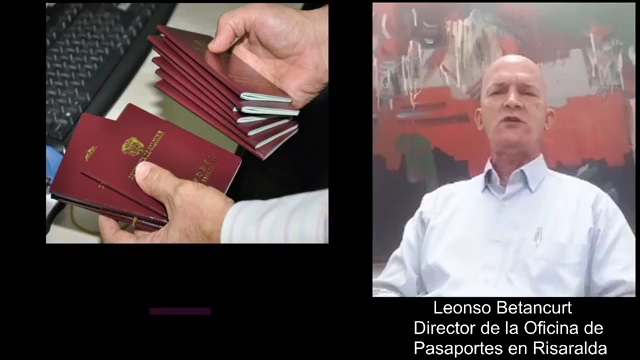 Leonso Betancurt
Director de la Oficina de
Pasaportes en Risaralda